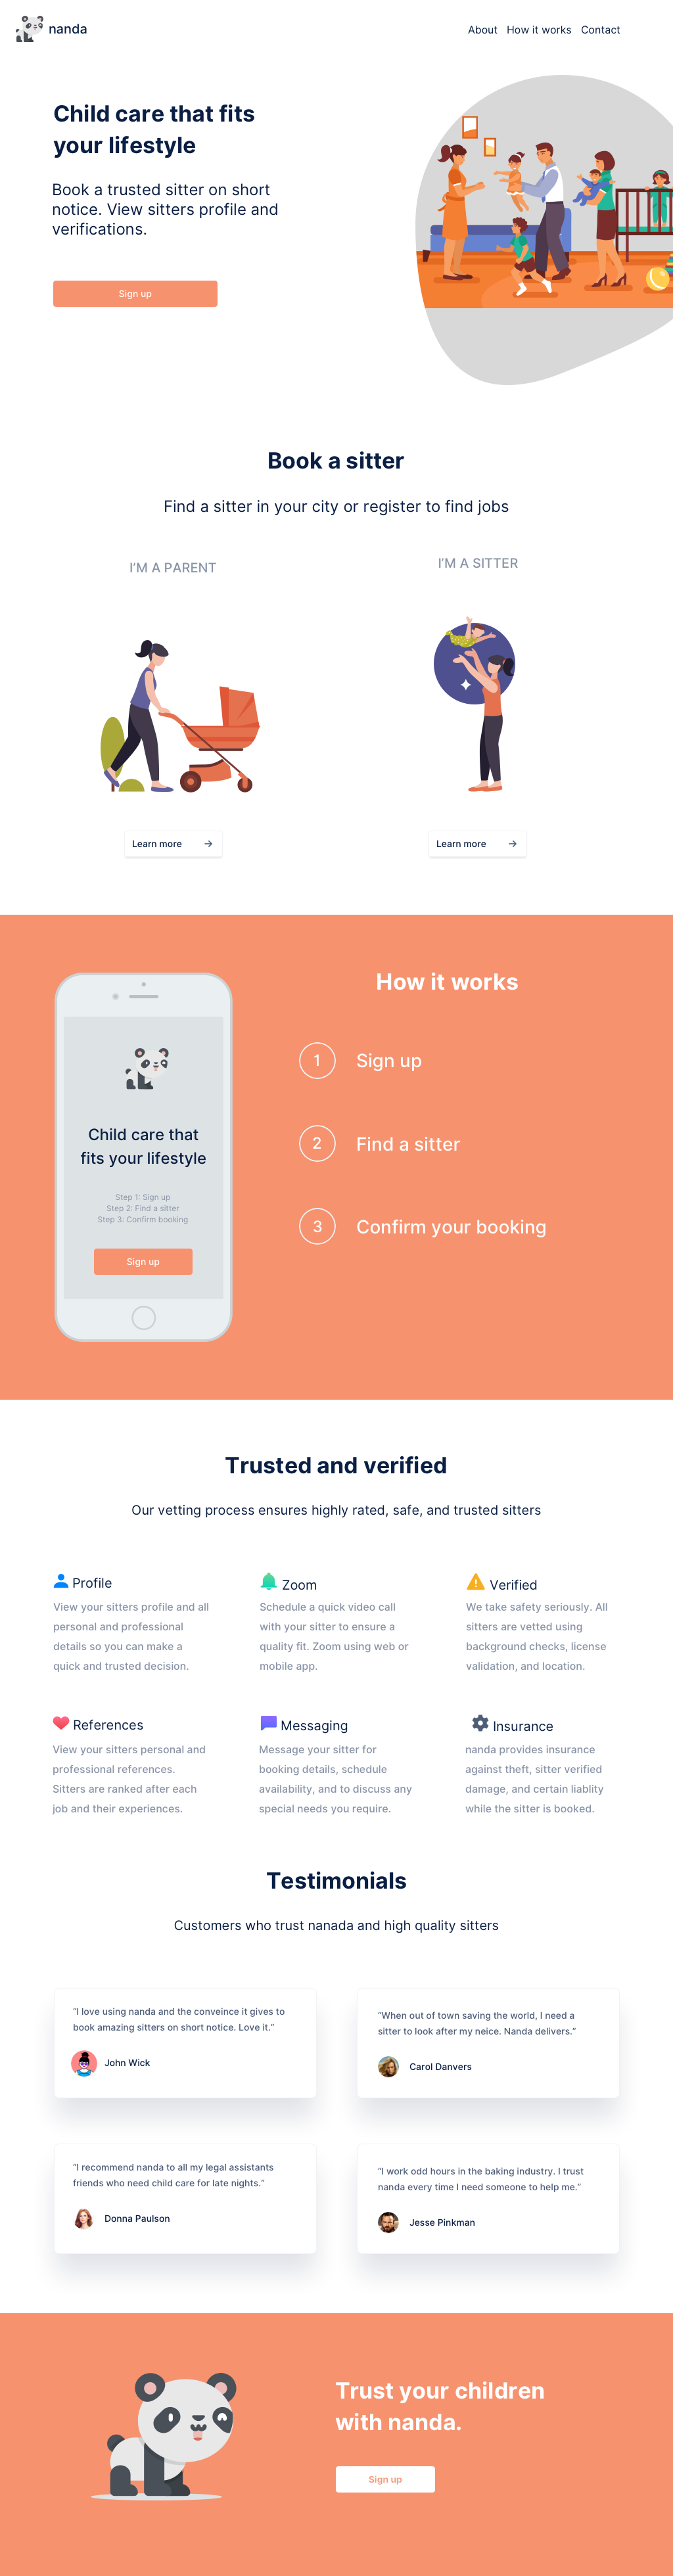 nanda
About How it works Contact
Child care that fits
your lifestyle
Book a trusted sitter on short
notice. View sitters profile and
verifications.
Sign up
Book a sitter
Find a sitter in your city or register to find jobs
I'M A PARENT
I'M A SITTER
Learn more →
Learn more →
How it works
1 Sign up
2 Find a sitter
3 Confirm your booking
Child care that
fits your lifestyle
Step 1: Sign up
Step 2: Find a sitter
Step 3: Confirm booking
Sign up
Trusted and verified
Our vetting process ensures highly rated, safe, and trusted sitters
Profile
View your sitters profile and all
personal and professional
details so you can make a
quick and trusted decision.
Zoom
Schedule a quick video call
with your sitter to ensure a
quality fit. Zoom using web or
mobile app.
Verified
We take safety seriously. All
sitters are vetted using
background checks, license
validation, and location.
References
View your sitters personal and
professional references.
Sitters are ranked after each
job and their experiences.
Messaging
Message your sitter for
booking details, schedule
availability, and to discuss any
special needs you require.
Insurance
nanda provides insurance
against theft, sitter verified
damage, and certain liablity
while the sitter is booked.
Testimonials
Customers who trust nanada and high quality sitters
"I love using nanda and the conveince it gives to
book amazing sitters on short notice. Love it."
John Wick
"When out of town saving the world, I need a
sitter to look after my neice. Nanda delivers."
Carol Danvers
"I recommend nanda to all my legal assistants
friends who need child care for late nights."
Donna Paulson
"I work odd hours in the baking industry. I trust
nanda every time I need someone to help me."
Jesse Pinkman
Trust your children
with nanda.
Sign up